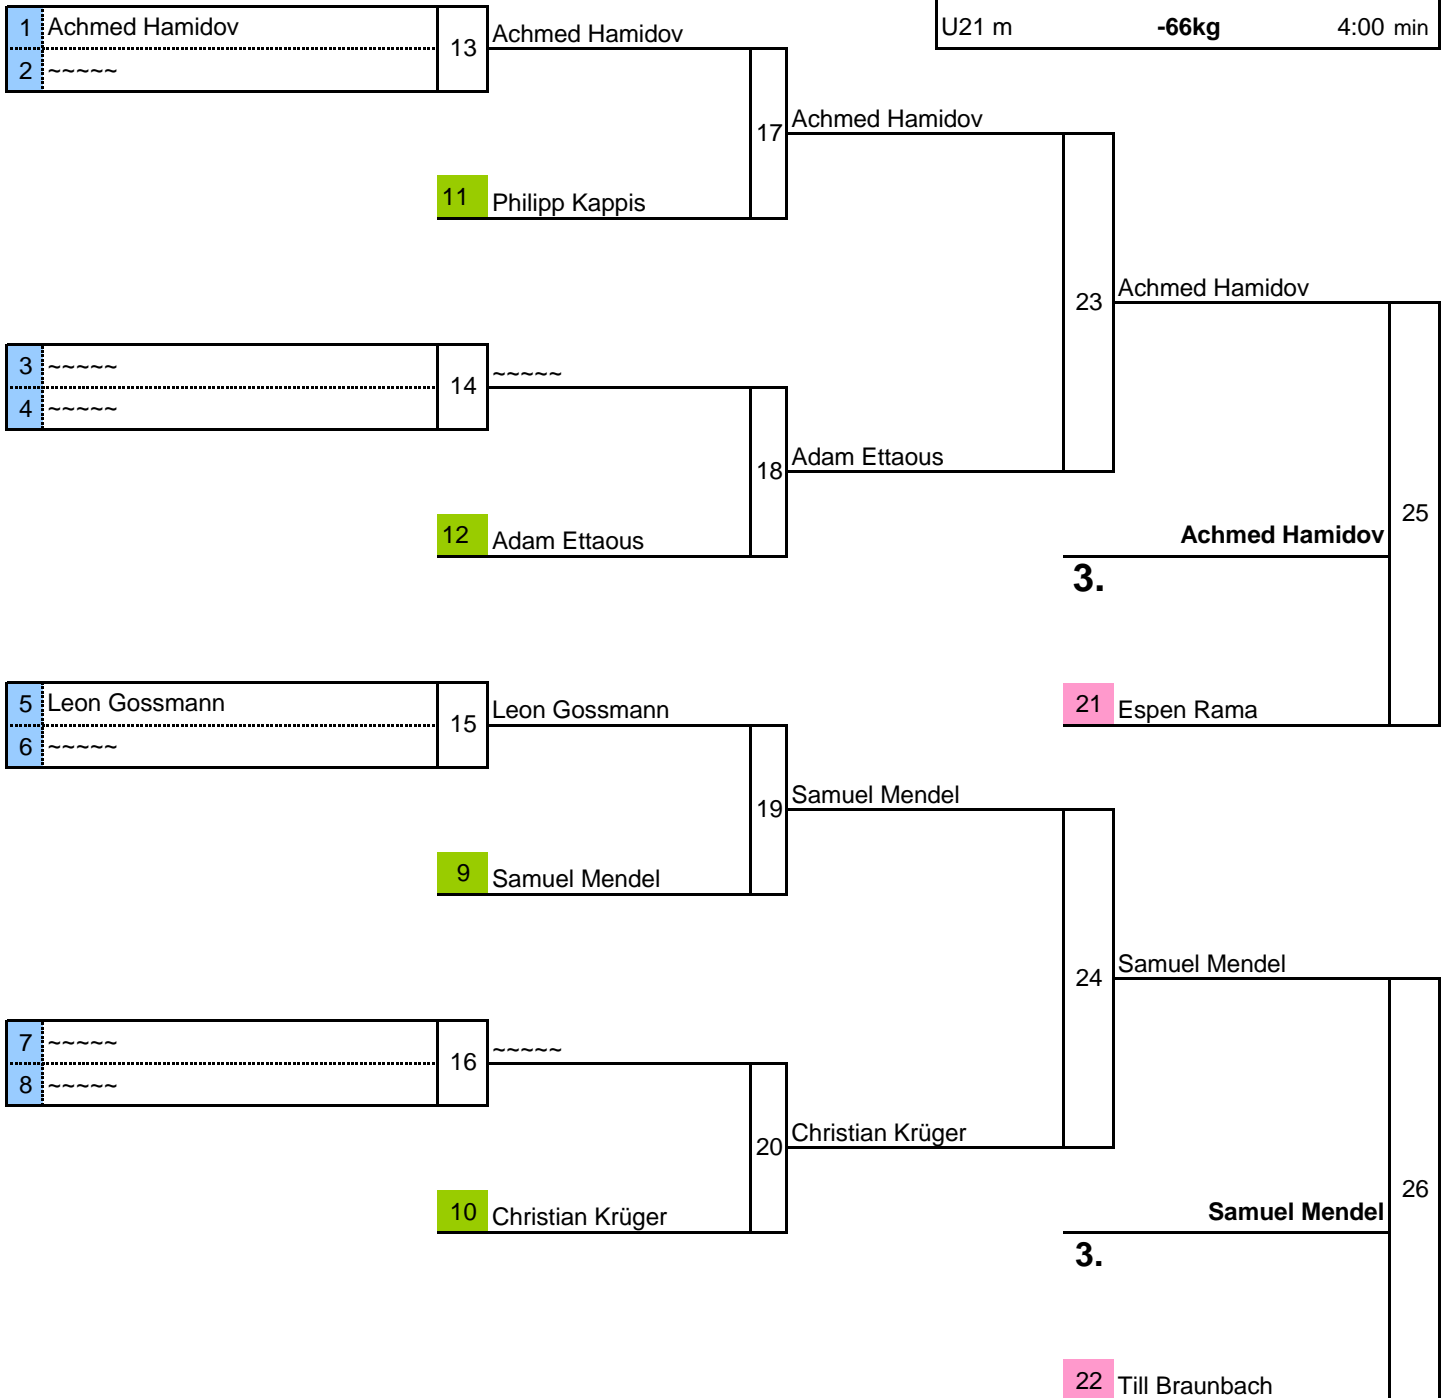 1 Achmed Hamidov
2 ~~~~~
13 Achmed Hamidov
U21 m -66kg 4:00 min
17 Achmed Hamidov
11 Philipp Kappis
23 Achmed Hamidov
3 ~~~~~
4 ~~~~~
14 ~~~~~
18 Adam Ettaous
12 Adam Ettaous
25
Achmed Hamidov
3.
21 Espen Rama
5 Leon Gossmann
6 ~~~~~
15 Leon Gossmann
19 Samuel Mendel
9 Samuel Mendel
24 Samuel Mendel
7 ~~~~~
8 ~~~~~
16 ~~~~~
20 Christian Krüger
10 Christian Krüger
26
Samuel Mendel
3.
22 Till Braunbach